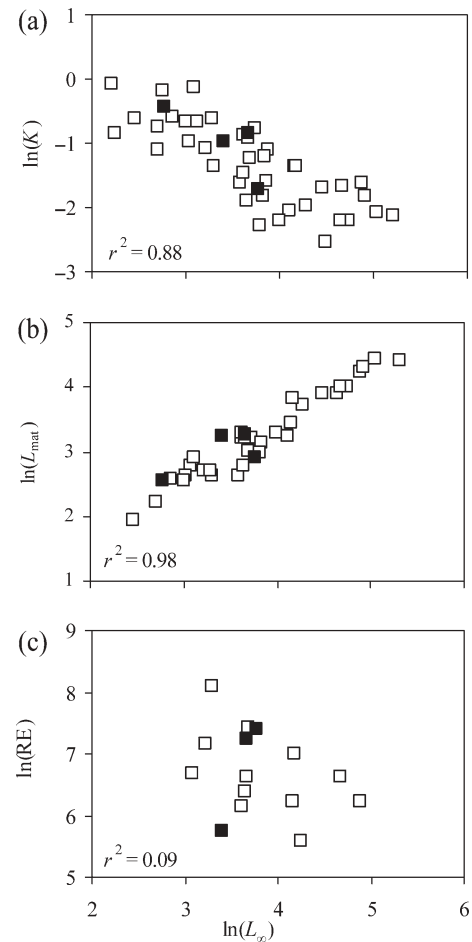 (a)
1
0
−1
−2
−3
ln(K)
r² = 0.88
(b)
5
4
3
2
1
ln(Lmat)
r² = 0.98
(c)
9
8
7
6
5
ln(RE)
r² = 0.09
2 3 4 5 6
ln(L∞)